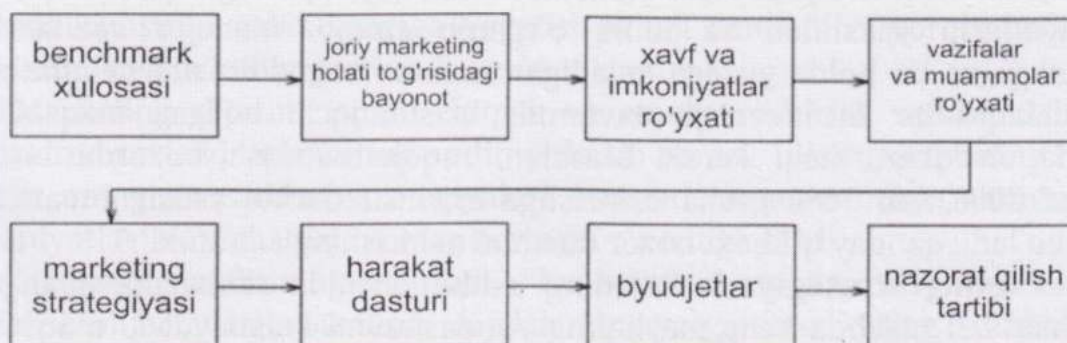 benchmark
xulosasi
joriy marketing
holati to'g'risidagi
bayonot
xavf va
imkoniyatlar
ro'yxati
vazifalar
va muammolar
ro'yxati
marketing
strategiyasi
harakat
dasturi
byudjetlar
nazorat qilish
tartibi